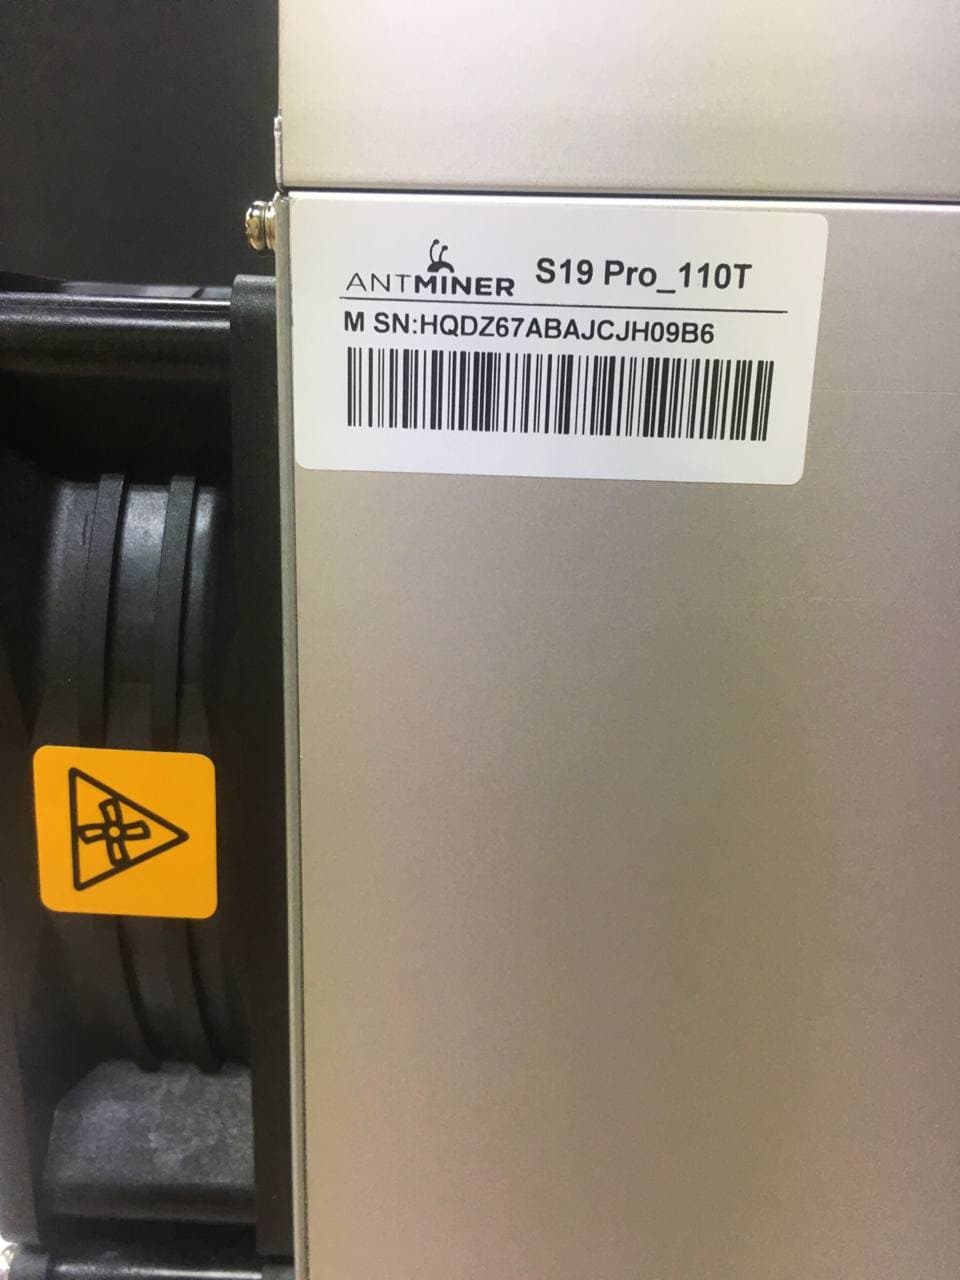 ANTMINER S19 Pro_110T
M SN:HQDZ67ABAJCJH09B6